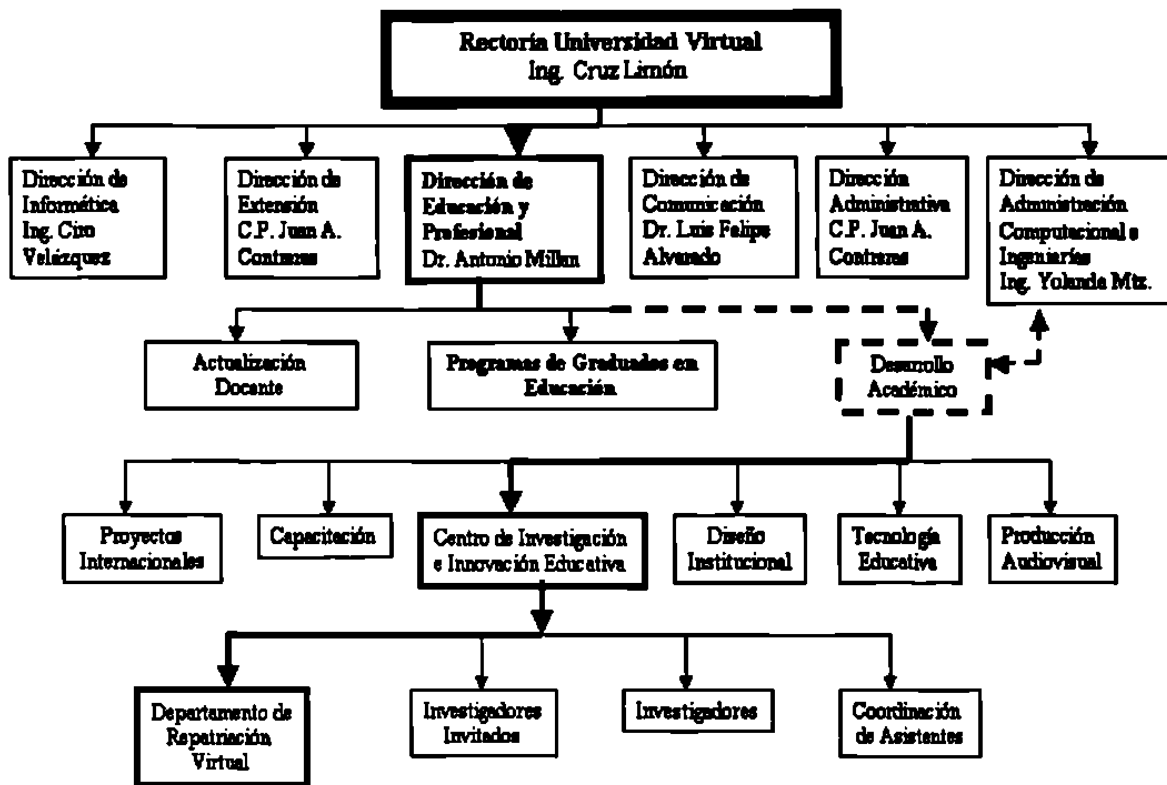 Rectoría Universidad Virtual
Ing. Cruz Limón
Dirección de
Informática
Ing. Ciro
Velázquez
Dirección de
Extensión
C.P. Juan A.
Contreras
Dirección de
Educación y
Profesional
Dr. Antonio Millan
Dirección de
Comunicación
Dr. Luis Felipe
Alvarado
Dirección
Administrativa
C.P. Juan A.
Contreras
Dirección de
Administración
Computacional e
Ingenierías
Ing. Yolanda Mtz.
Actualización
Docente
Programas de Graduados en
Educación
Desarrollo
Académico
Proyectos
Internacionales
Capacitación
Centro de Investigación
e Innovación Educativa
Diseño
Institucional
Tecnología
Educativa
Producción
Audiovisual
Departamento de
Repatriación
Virtual
Investigadores
Invitados
Investigadores
Coordinación
de Asistentes